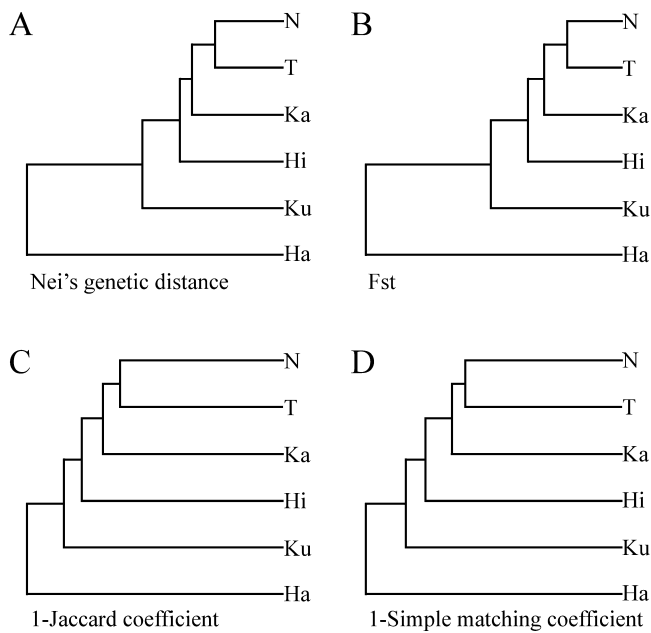 A
N
T
Ka
Hi
Ku
Ha
Nei's genetic distance
B
N
T
Ka
Hi
Ku
Ha
Fst
C
N
T
Ka
Hi
Ku
Ha
1-Jaccard coefficient
D
N
T
Ka
Hi
Ku
Ha
1-Simple matching coefficient